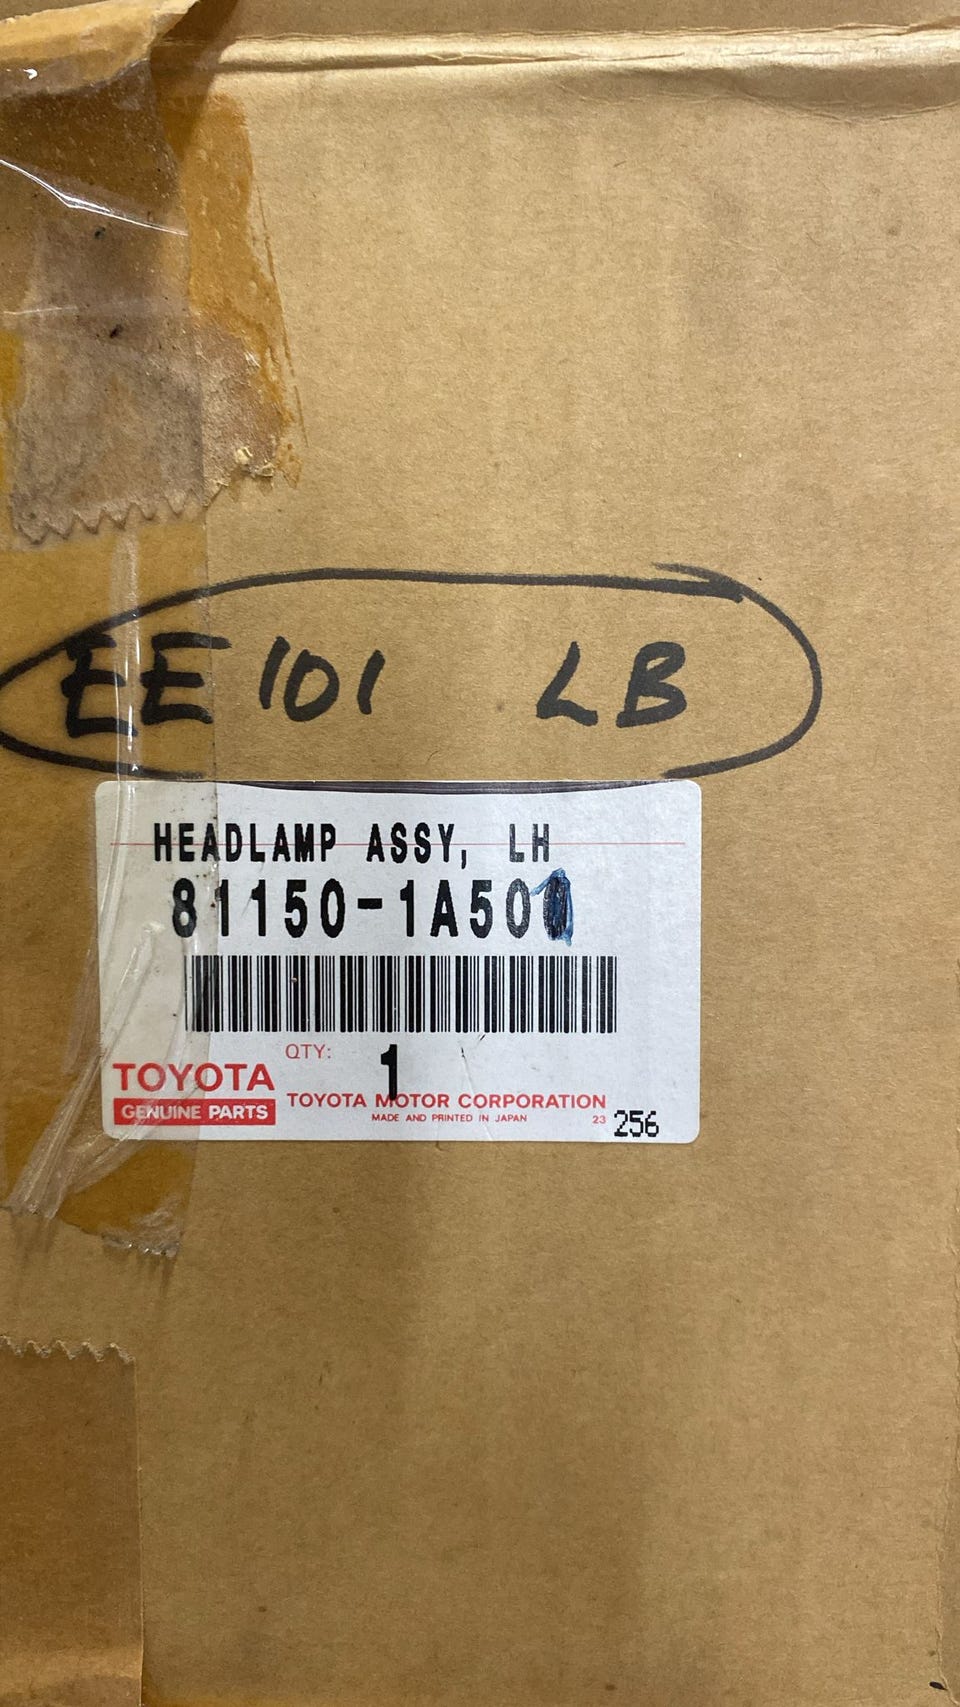 EE 101 LB
HEADLAMP ASSY, LH
81150-1A501
QTY: 1
TOYOTA
GENUINE PARTS
TOYOTA MOTOR CORPORATION
MADE AND PRINTED IN JAPAN
23
256